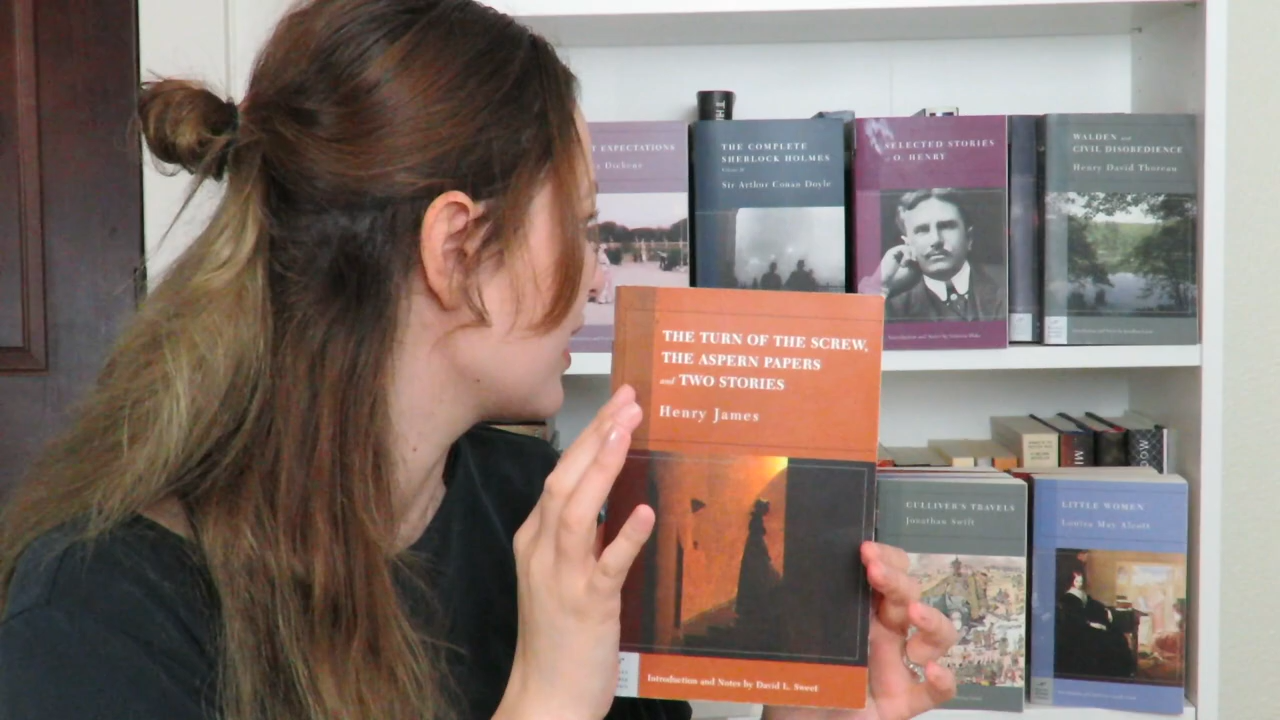 T EXPECTATIONS
Dickens
THE COMPLETE
SHERLOCK HOLMES
Sir Arthur Conan Doyle
SELECTED STORIES
O. HENRY
WALDEN and
CIVIL DISOBEDIENCE
Henry David Thoreau
THE TURN OF THE SCREW,
THE ASPERN PAPERS
and TWO STORIES
Henry James
Introduction and Notes by David L. Sweet
GULLIVER'S TRAVELS
Jonathan Swift
LITTLE WOMEN
Louisa May Alcott